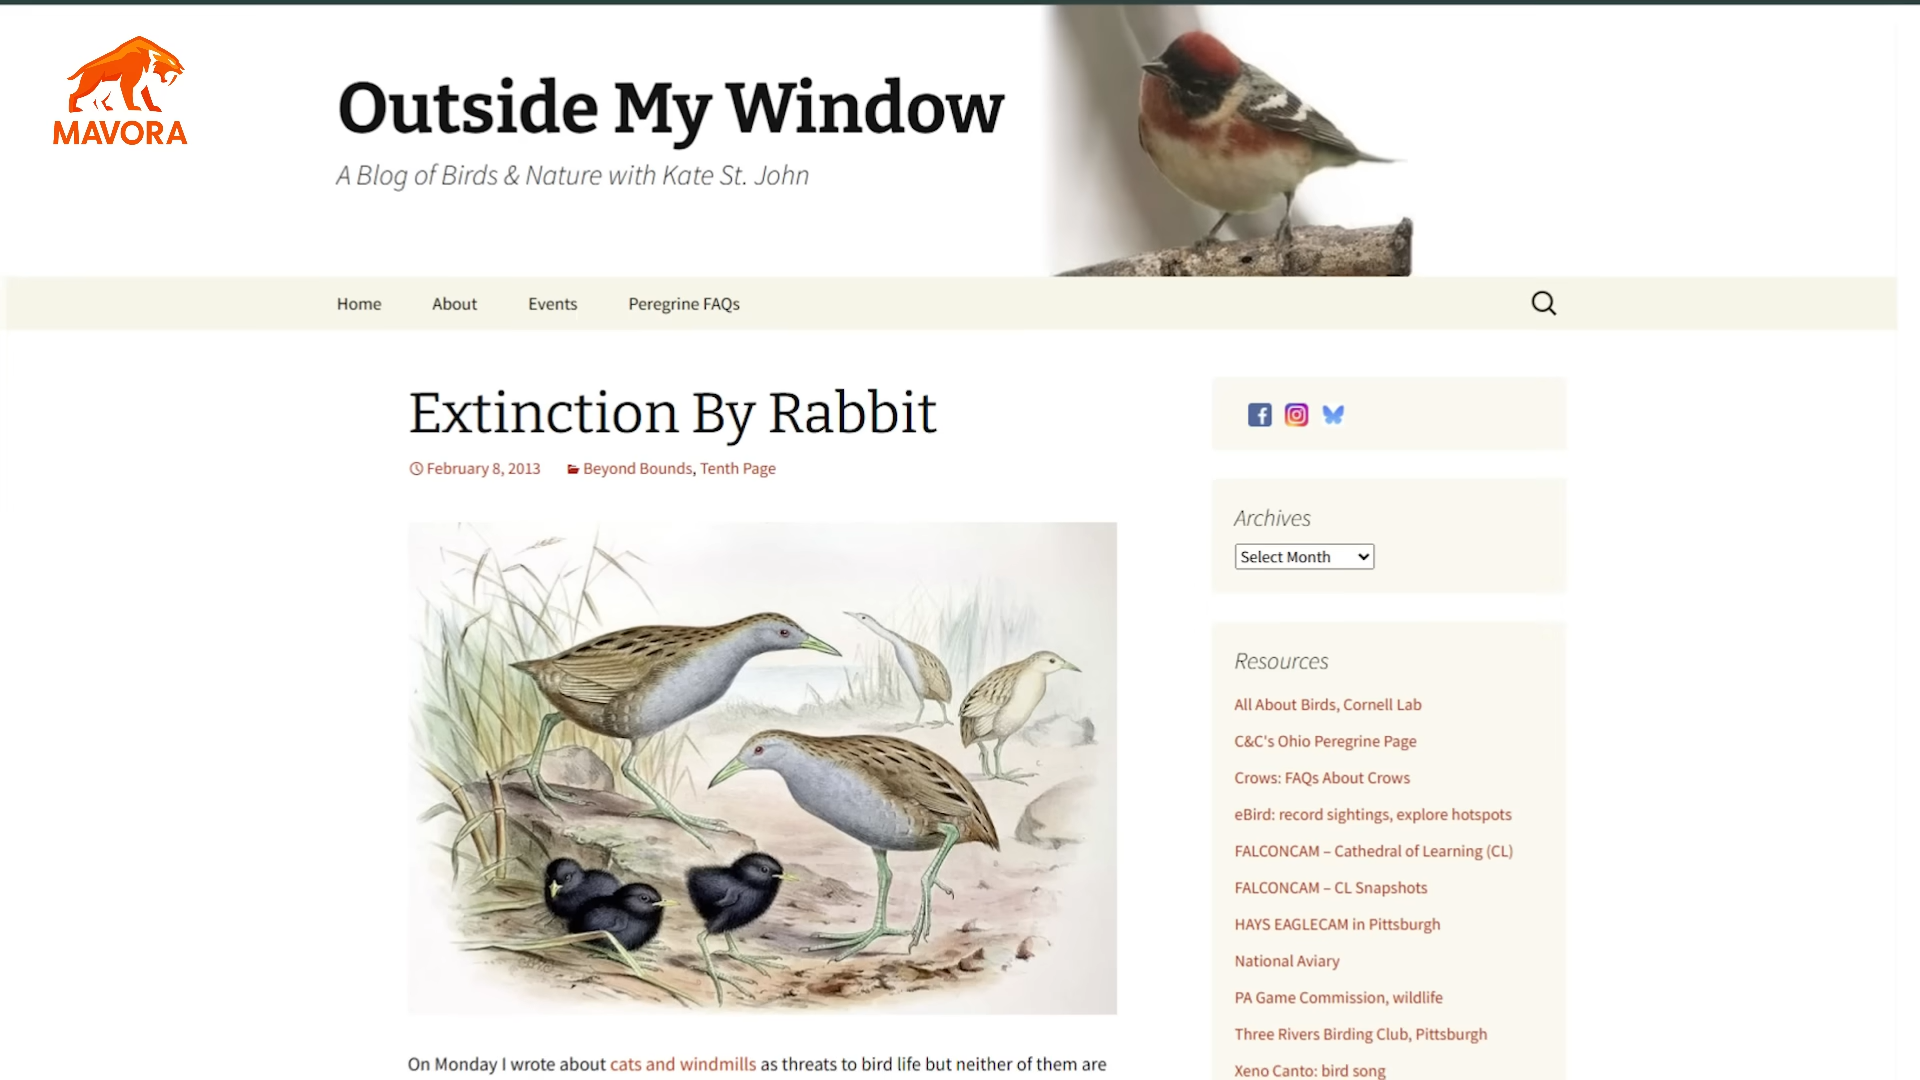 MAVORA
Outside My Window
A Blog of Birds & Nature with Kate St. John
Home
About
Events
Peregrine FAQs
Extinction By Rabbit
February 8, 2013
Beyond Bounds, Tenth Page
On Monday I wrote about cats and windmills as threats to bird life but neither of them are
Archives
Select Month
Resources
All About Birds, Cornell Lab
C&C's Ohio Peregrine Page
Crows: FAQs About Crows
eBird: record sightings, explore hotspots
FALCONCAM – Cathedral of Learning (CL)
FALCONCAM – CL Snapshots
HAYS EAGLECAM in Pittsburgh
National Aviary
PA Game Commission, wildlife
Three Rivers Birding Club, Pittsburgh
Xeno Canto: bird song